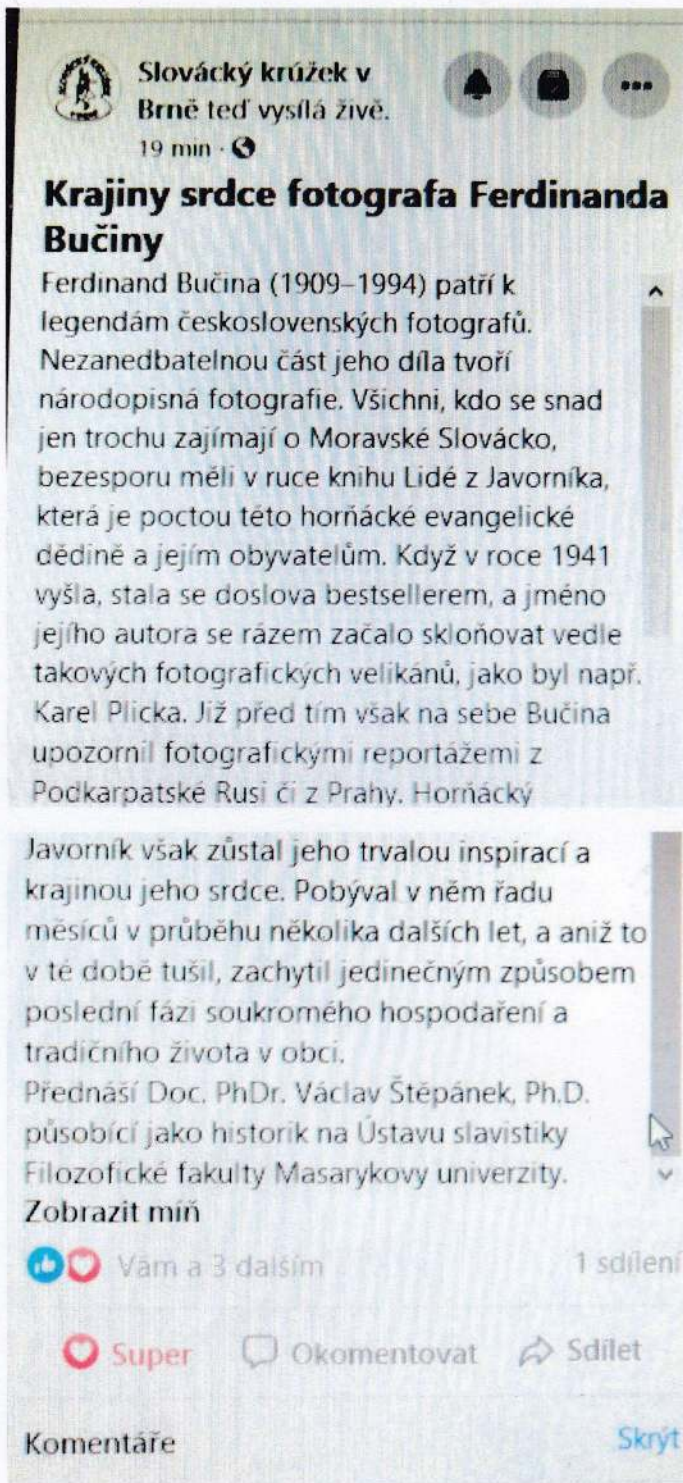 Slovácký krúžek v
Brně teď vysílá živě.
19 min ·
Krajiny srdce fotografa Ferdinanda
Bučiny
Ferdinand Bučina (1909–1994) patří k
legendám československých fotografů.
Nezanedbatelnou část jeho díla tvoří
národopisná fotografie. Všichni, kdo se snad
jen trochu zajímají o Moravské Slovácko,
bezesporu měli v ruce knihu Lidé z Javorníka,
která je poctou této horňácké evangelické
dědině a jejím obyvatelům. Když v roce 1941
vyšla, stala se doslova bestsellerem, a jméno
jejího autora se rázem začalo skloňovat vedle
takových fotografických velikánů, jako byl např.
Karel Plicka. Již před tím však na sebe Bučina
upozornil fotografickými reportážemi z
Podkarpatské Rusi či z Prahy. Horňácký
Javorník však zůstal jeho trvalou inspirací a
krajinou jeho srdce. Pobýval v něm řadu
měsíců v průběhu několika dalších let, a aniž to
v té době tušil, zachytil jedinečným způsobem
poslední fázi soukromého hospodaření a
tradičního života v obci.
Přednáší Doc. PhDr. Václav Štěpánek, Ph.D.
působící jako historik na Ústavu slavistiky
Filozofické fakulty Masarykovy univerzity.
Zobrazit míň
Vám a 3 dalším 1 sdílení
Super Okomentovat Sdílet
Komentáře Skrýt